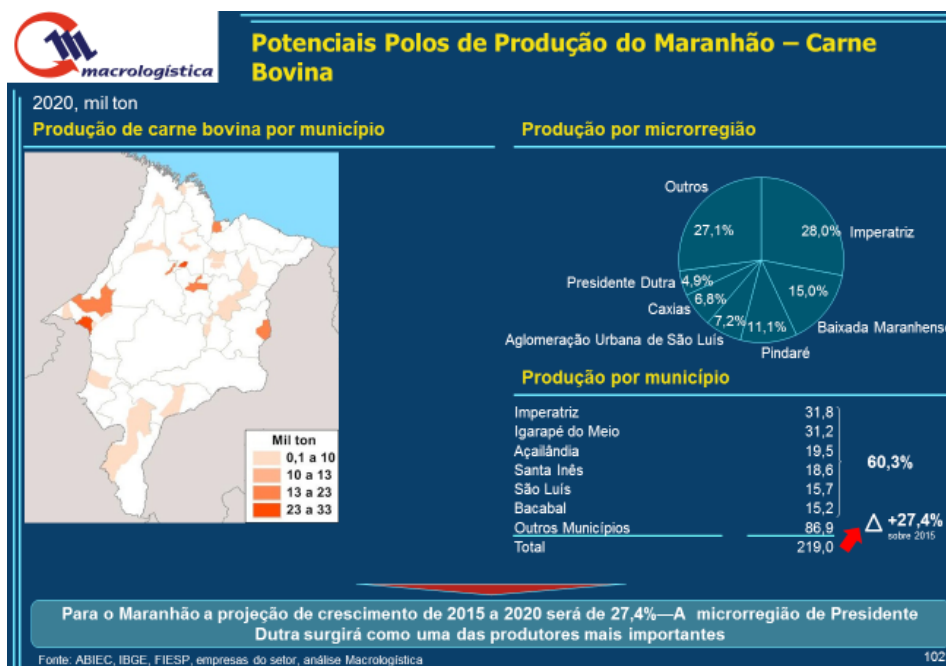 macrologística
Potenciais Polos de Produção do Maranhão – Carne
Bovina
2020, mil ton
Produção de carne bovina por município
Mil ton
0,1 a 10
10 a 13
13 a 23
23 a 33
Produção por microrregião
Outros
27,1%
28,0%
Imperatriz
Presidente Dutra
4,9%
15,0%
Caxias
6,8%
Baixada Maranhense
7,2%
11,1%
Aglomeração Urbana de São Luís
Pindaré
Produção por município
Imperatriz 31,8
Igarapé do Meio 31,2
Açailândia 19,5
Santa Inês 18,6
São Luís 15,7
Bacabal 15,2
Outros Municípios 86,9
Total 219,0
60,3%
Δ +27,4%
sobre 2015
Para o Maranhão a projeção de crescimento de 2015 a 2020 será de 27,4%—A microrregião de Presidente
Dutra surgirá como uma das produtores mais importantes
Fonte: ABIEC, IBGE, FIESP, empresas do setor, análise Macrologística
102